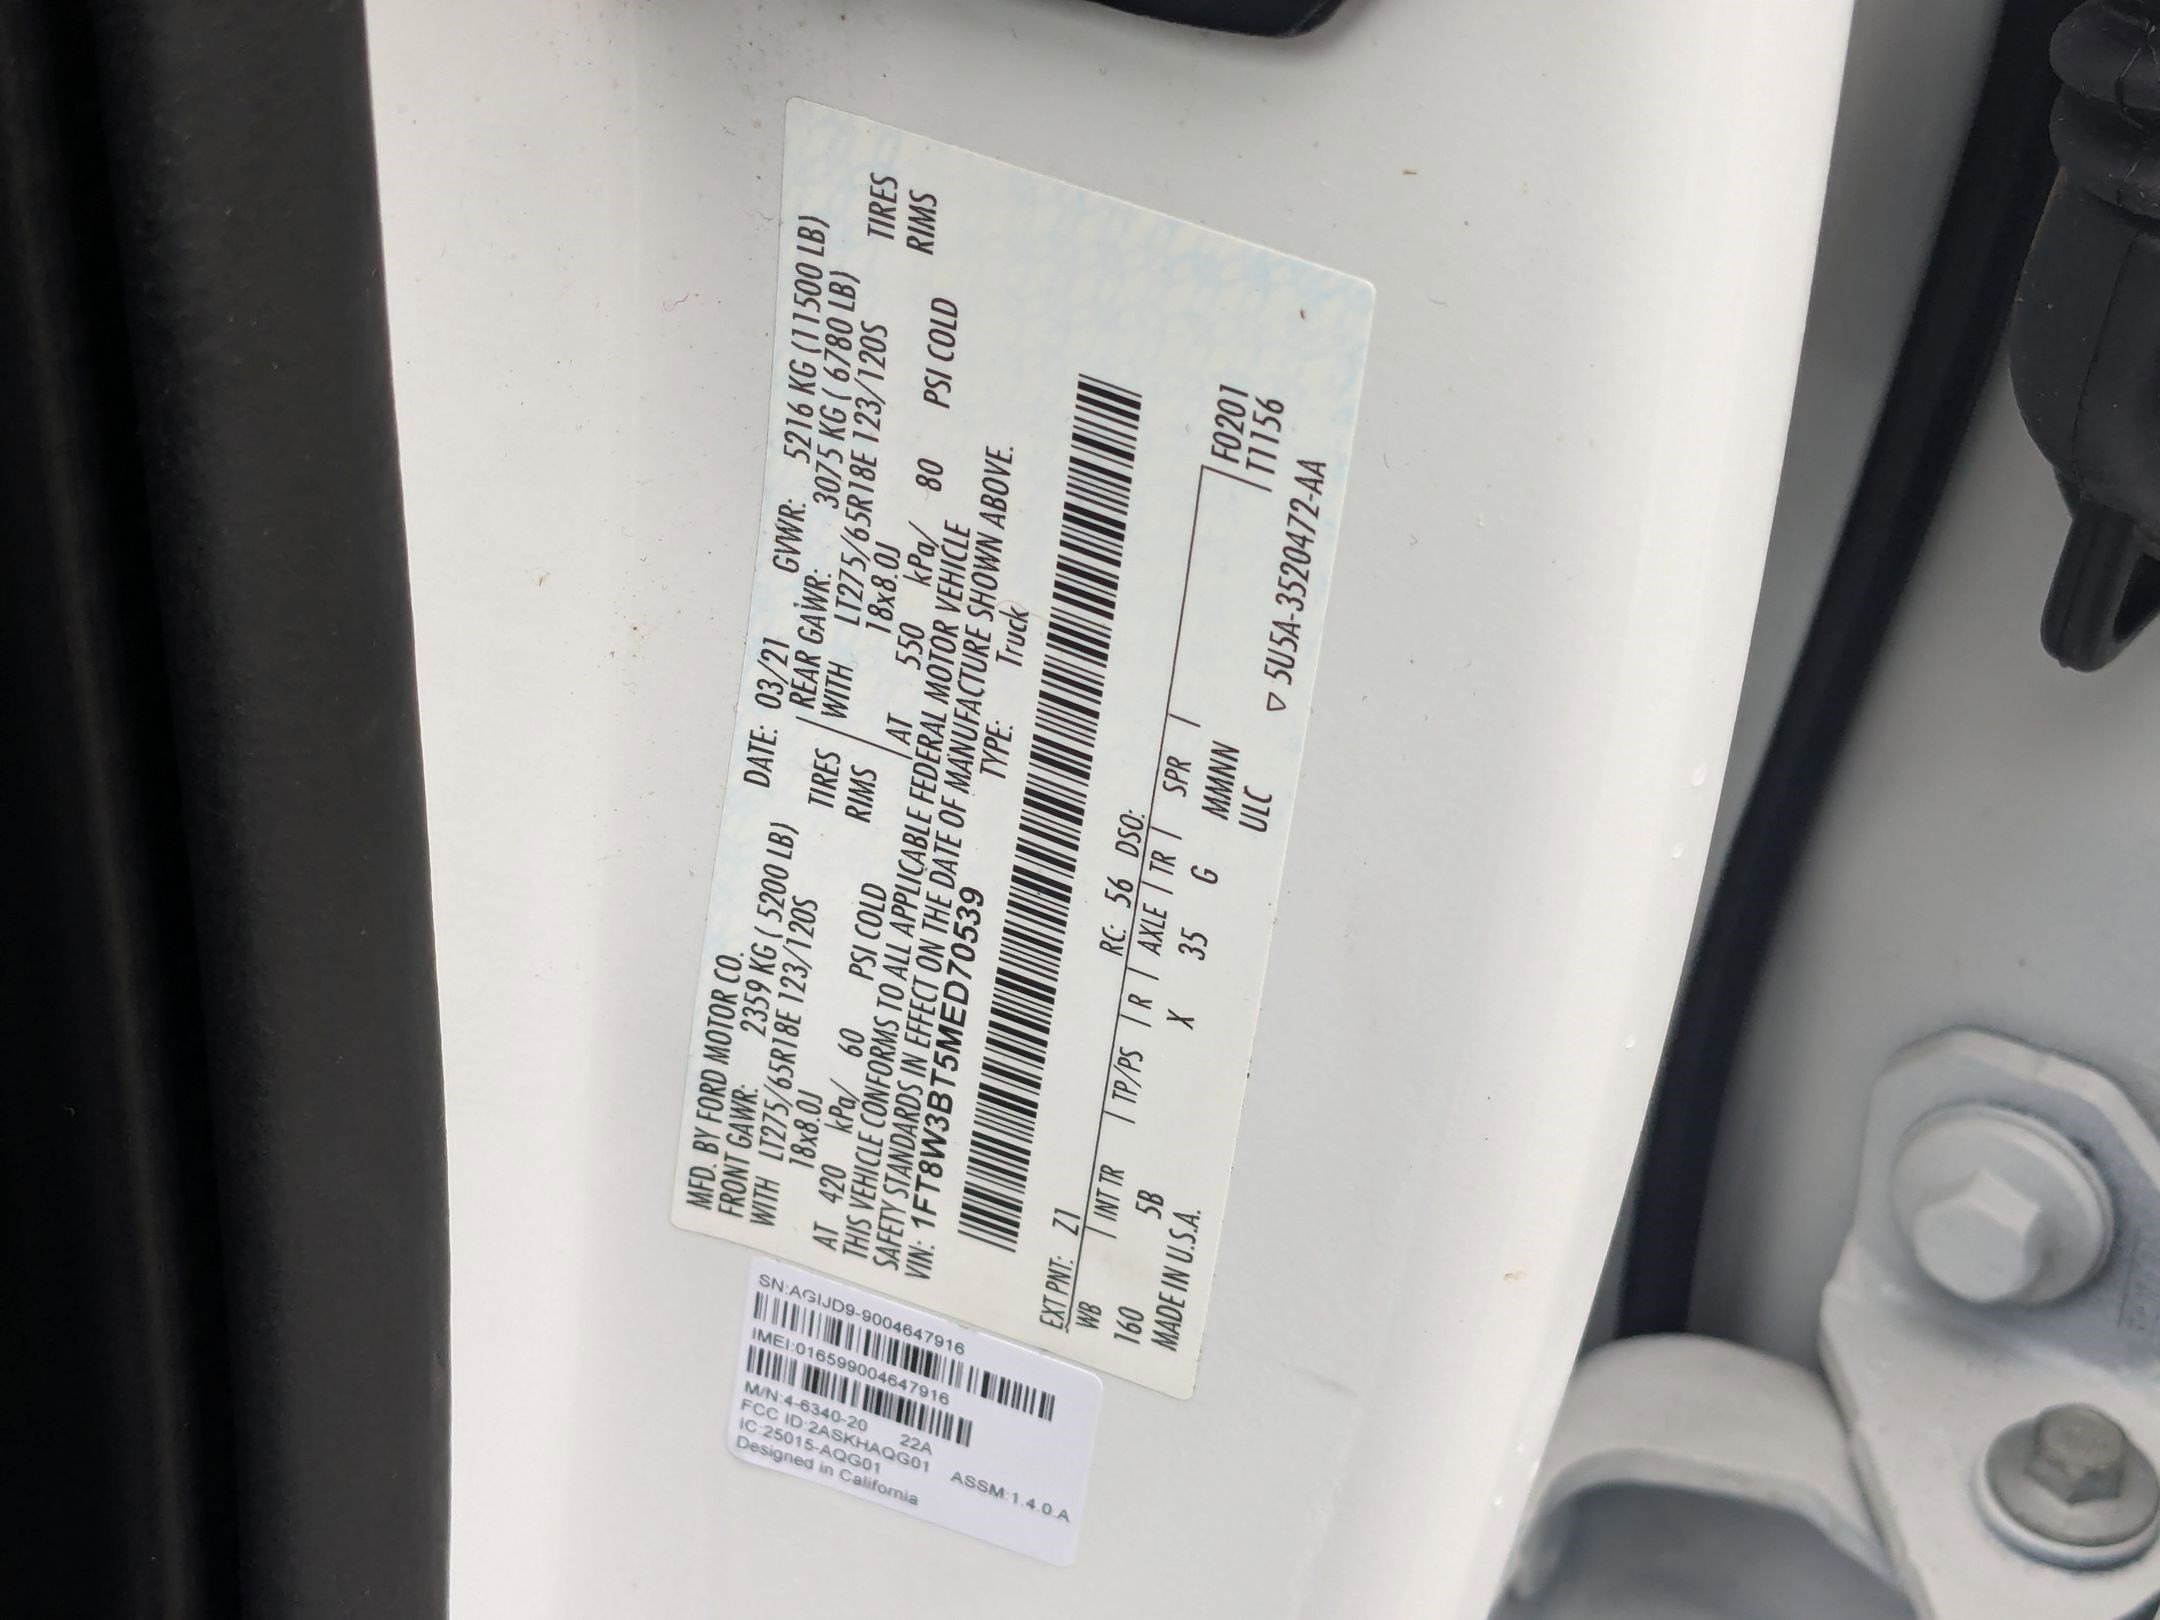 MFD. BY FORD MOTOR CO.
DATE: 03/21 GVWR: 5216 KG (11500 LB)
FRONT GAWR: 2359 KG ( 5200 LB) REAR GAWR: 3075 KG ( 6780 LB)
WITH LT275/65R18E 123/120S TIRES WITH LT275/65R18E 123/120S TIRES
18x8.0J RIMS 18x8.0J RIMS
AT 420 kPa/ 60 PSI COLD AT 550 kPa/ 80 PSI COLD
THIS VEHICLE CONFORMS TO ALL APPLICABLE FEDERAL MOTOR VEHICLE
SAFETY STANDARDS IN EFFECT ON THE DATE OF MANUFACTURE SHOWN ABOVE.
VIN: 1FT8W3BT5MED70539 TYPE: Truck
EXT PNT: Z1 RC: 56 DSO: F0201
WB INT TR TP/PS R AXLE TR SPR T1156
160 5B X 35 G MMMNN
MADE IN U.S.A. ULC ▽ 5U5A-3520472-AA
SN:AGIJD9-9004647916
IMEI:016599004647916
M/N:4-6340-20 22A
FCC ID:2ASKHAQG01
IC:25015-AQG01 ASSM:1.4.0.A
Designed in California